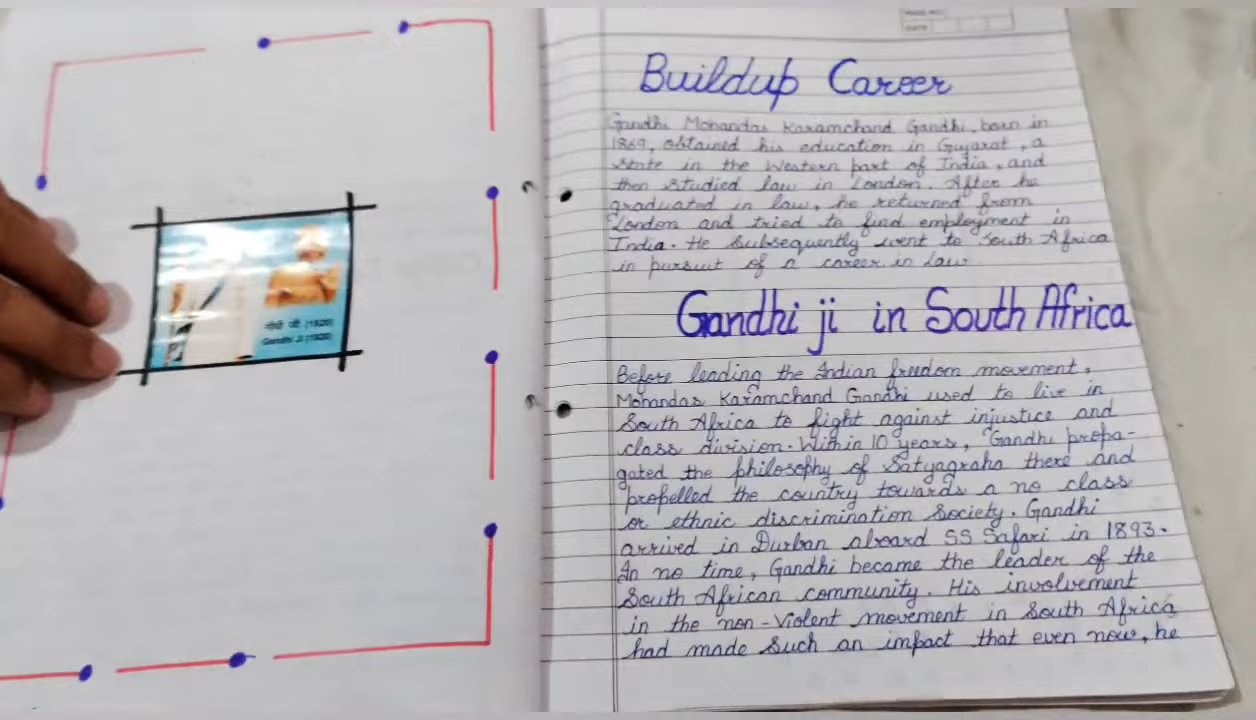 गाँधी जी (1920)
Gandhi Ji (1920)
PAGE NO.
DATE
Buildup Career
Gandhi Mohandas Karamchand Gandhi, born in
1869, obtained his education in Gujarat, a
state in the Western part of India, and
then studied law in London. After he
graduated in law, he returned from
London and tried to find employment in
India. He Subsequently went to South Africa
in pursuit of a career in law
Gandhi ji in South Africa
Before leading the Indian freedom movement,
Mohandas Karamchand Gandhi used to live in
South Africa to fight against injustice and
class division. Within 10 years, Gandhi propa-
gated the philosophy of Satyagraha there and
propelled the country towards a no class
or ethnic discrimination Society. Gandhi
arrived in Durban aboard SS Safari in 1893.
In no time, Gandhi became the leader of the
South African community. His involvement
in the non-Violent movement in South Africa
had made Such an impact that even now, he